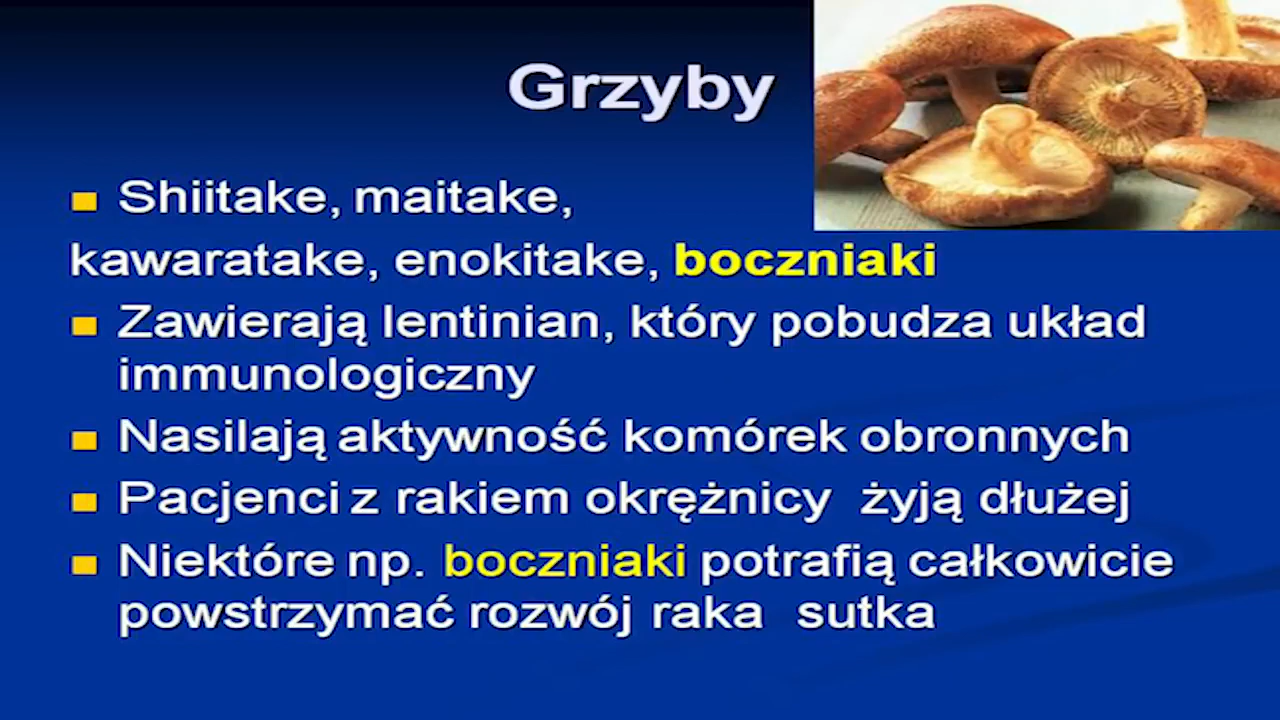 Grzyby
Shiitake, maitake,
kawaratake, enokitake, boczniaki
Zawierają lentinian, który pobudza układ
immunologiczny
Nasilają aktywność komórek obronnych
Pacjenci z rakiem okrężnicy żyją dłużej
Niektóre np. boczniaki potrafią całkowicie
powstrzymać rozwój raka sutka